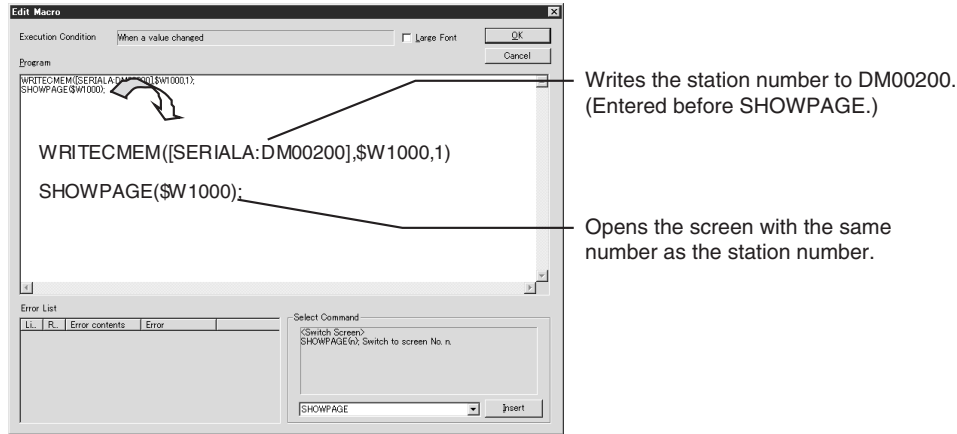 Edit Macro
Execution Condition When a value changed Large Font OK
Cancel
Program
WRITECMEM([SERIALA:DM00200],$W1000,1);
SHOWPAGE($W1000);
Writes the station number to DM00200.
(Entered before SHOWPAGE.)
WRITECMEM([SERIALA:DM00200],$W1000,1)
SHOWPAGE($W1000);
Opens the screen with the same
number as the station number.
Error List
Li.. R.. Error contents Error
Select Command
<Switch Screen>
SHOWPAGE(n); Switch to screen No. n.
SHOWPAGE Insert